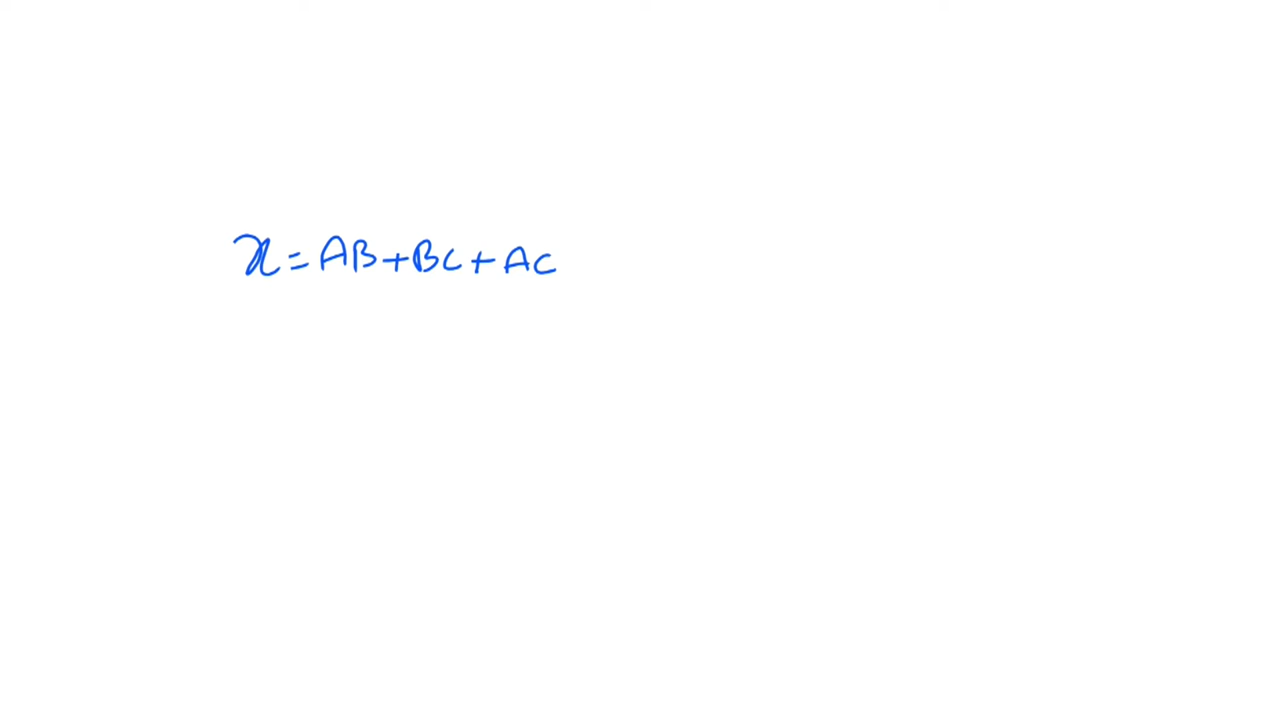 x = AB + BC + AC